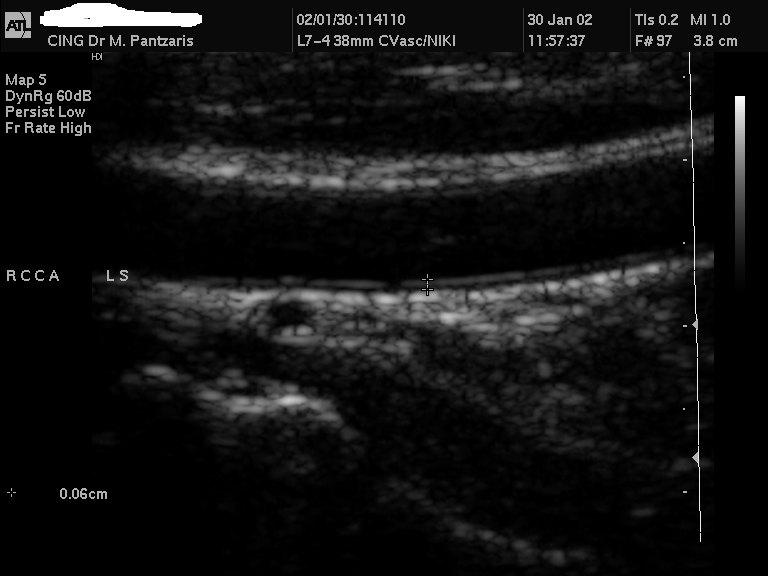 ATL
CING Dr M. Pantzaris
02/01/30:114110
L7-4 38mm CVasc/NIKI
30 Jan 02
11:57:37
TIs 0.2 MI 1.0
F# 97 3.8 cm
HDI
Map 5
DynRg 60dB
Persist Low
Fr Rate High
RCCA LS
0.06cm